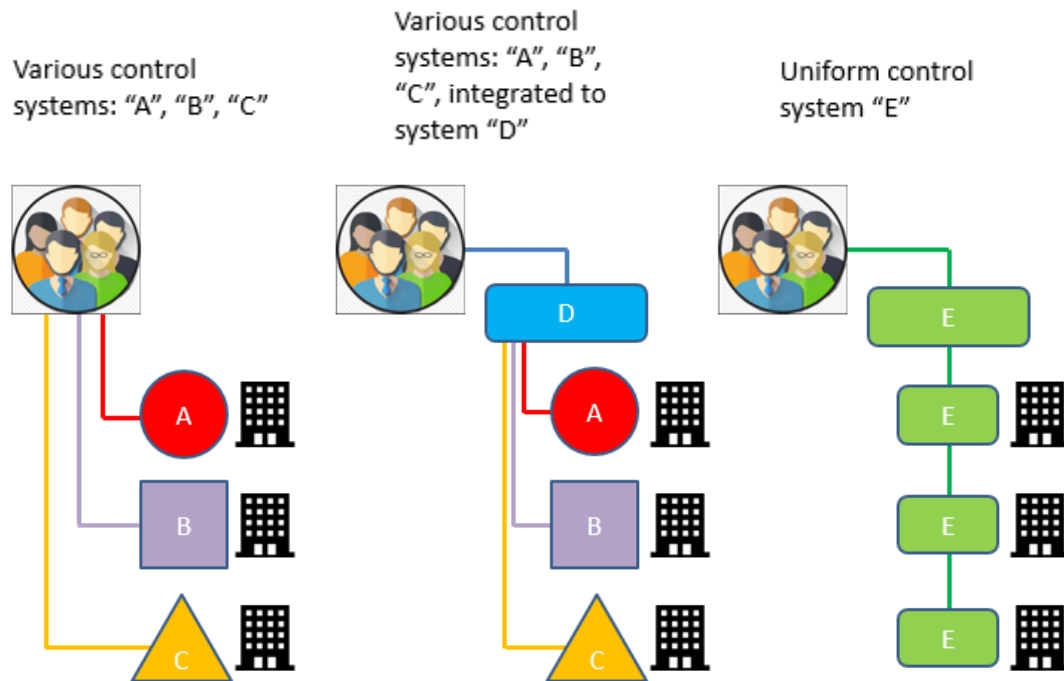 Various control
systems: “A”, “B”, “C”
Various control
systems: “A”, “B”,
“C”, integrated to
system “D”
Uniform control
system “E”
A
B
C
D
A
B
C
E
E
E
E